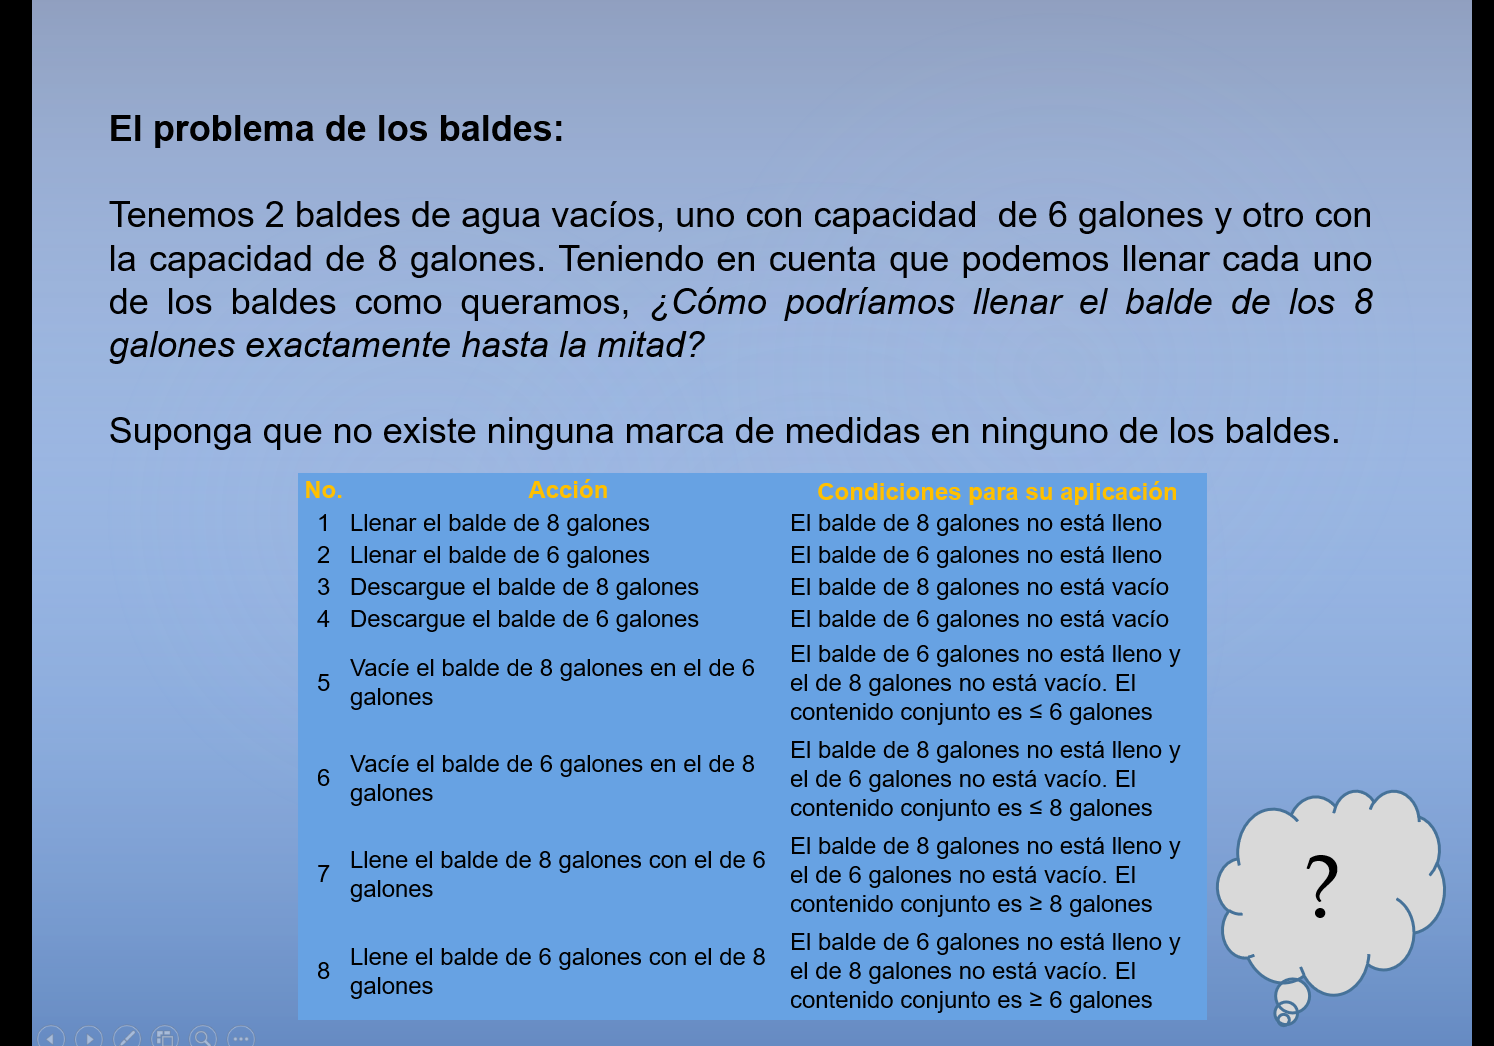 El problema de los baldes:
Tenemos 2 baldes de agua vacíos, uno con capacidad de 6 galones y otro con
la capacidad de 8 galones. Teniendo en cuenta que podemos llenar cada uno
de los baldes como queramos, ¿Cómo podríamos llenar el balde de los 8
galones exactamente hasta la mitad?
Suponga que no existe ninguna marca de medidas en ninguno de los baldes.
No. Acción Condiciones para su aplicación
1 Llenar el balde de 8 galones El balde de 8 galones no está lleno
2 Llenar el balde de 6 galones El balde de 6 galones no está lleno
3 Descargue el balde de 8 galones El balde de 8 galones no está vacío
4 Descargue el balde de 6 galones El balde de 6 galones no está vacío
5 Vacíe el balde de 8 galones en el de 6
galones
El balde de 6 galones no está lleno y
el de 8 galones no está vacío. El
contenido conjunto es ≤ 6 galones
6 Vacíe el balde de 6 galones en el de 8
galones
El balde de 8 galones no está lleno y
el de 6 galones no está vacío. El
contenido conjunto es ≤ 8 galones
7 Llene el balde de 8 galones con el de 6
galones
El balde de 8 galones no está lleno y
el de 6 galones no está vacío. El
contenido conjunto es ≥ 8 galones
8 Llene el balde de 6 galones con el de 8
galones
El balde de 6 galones no está lleno y
el de 8 galones no está vacío. El
contenido conjunto es ≥ 6 galones
?